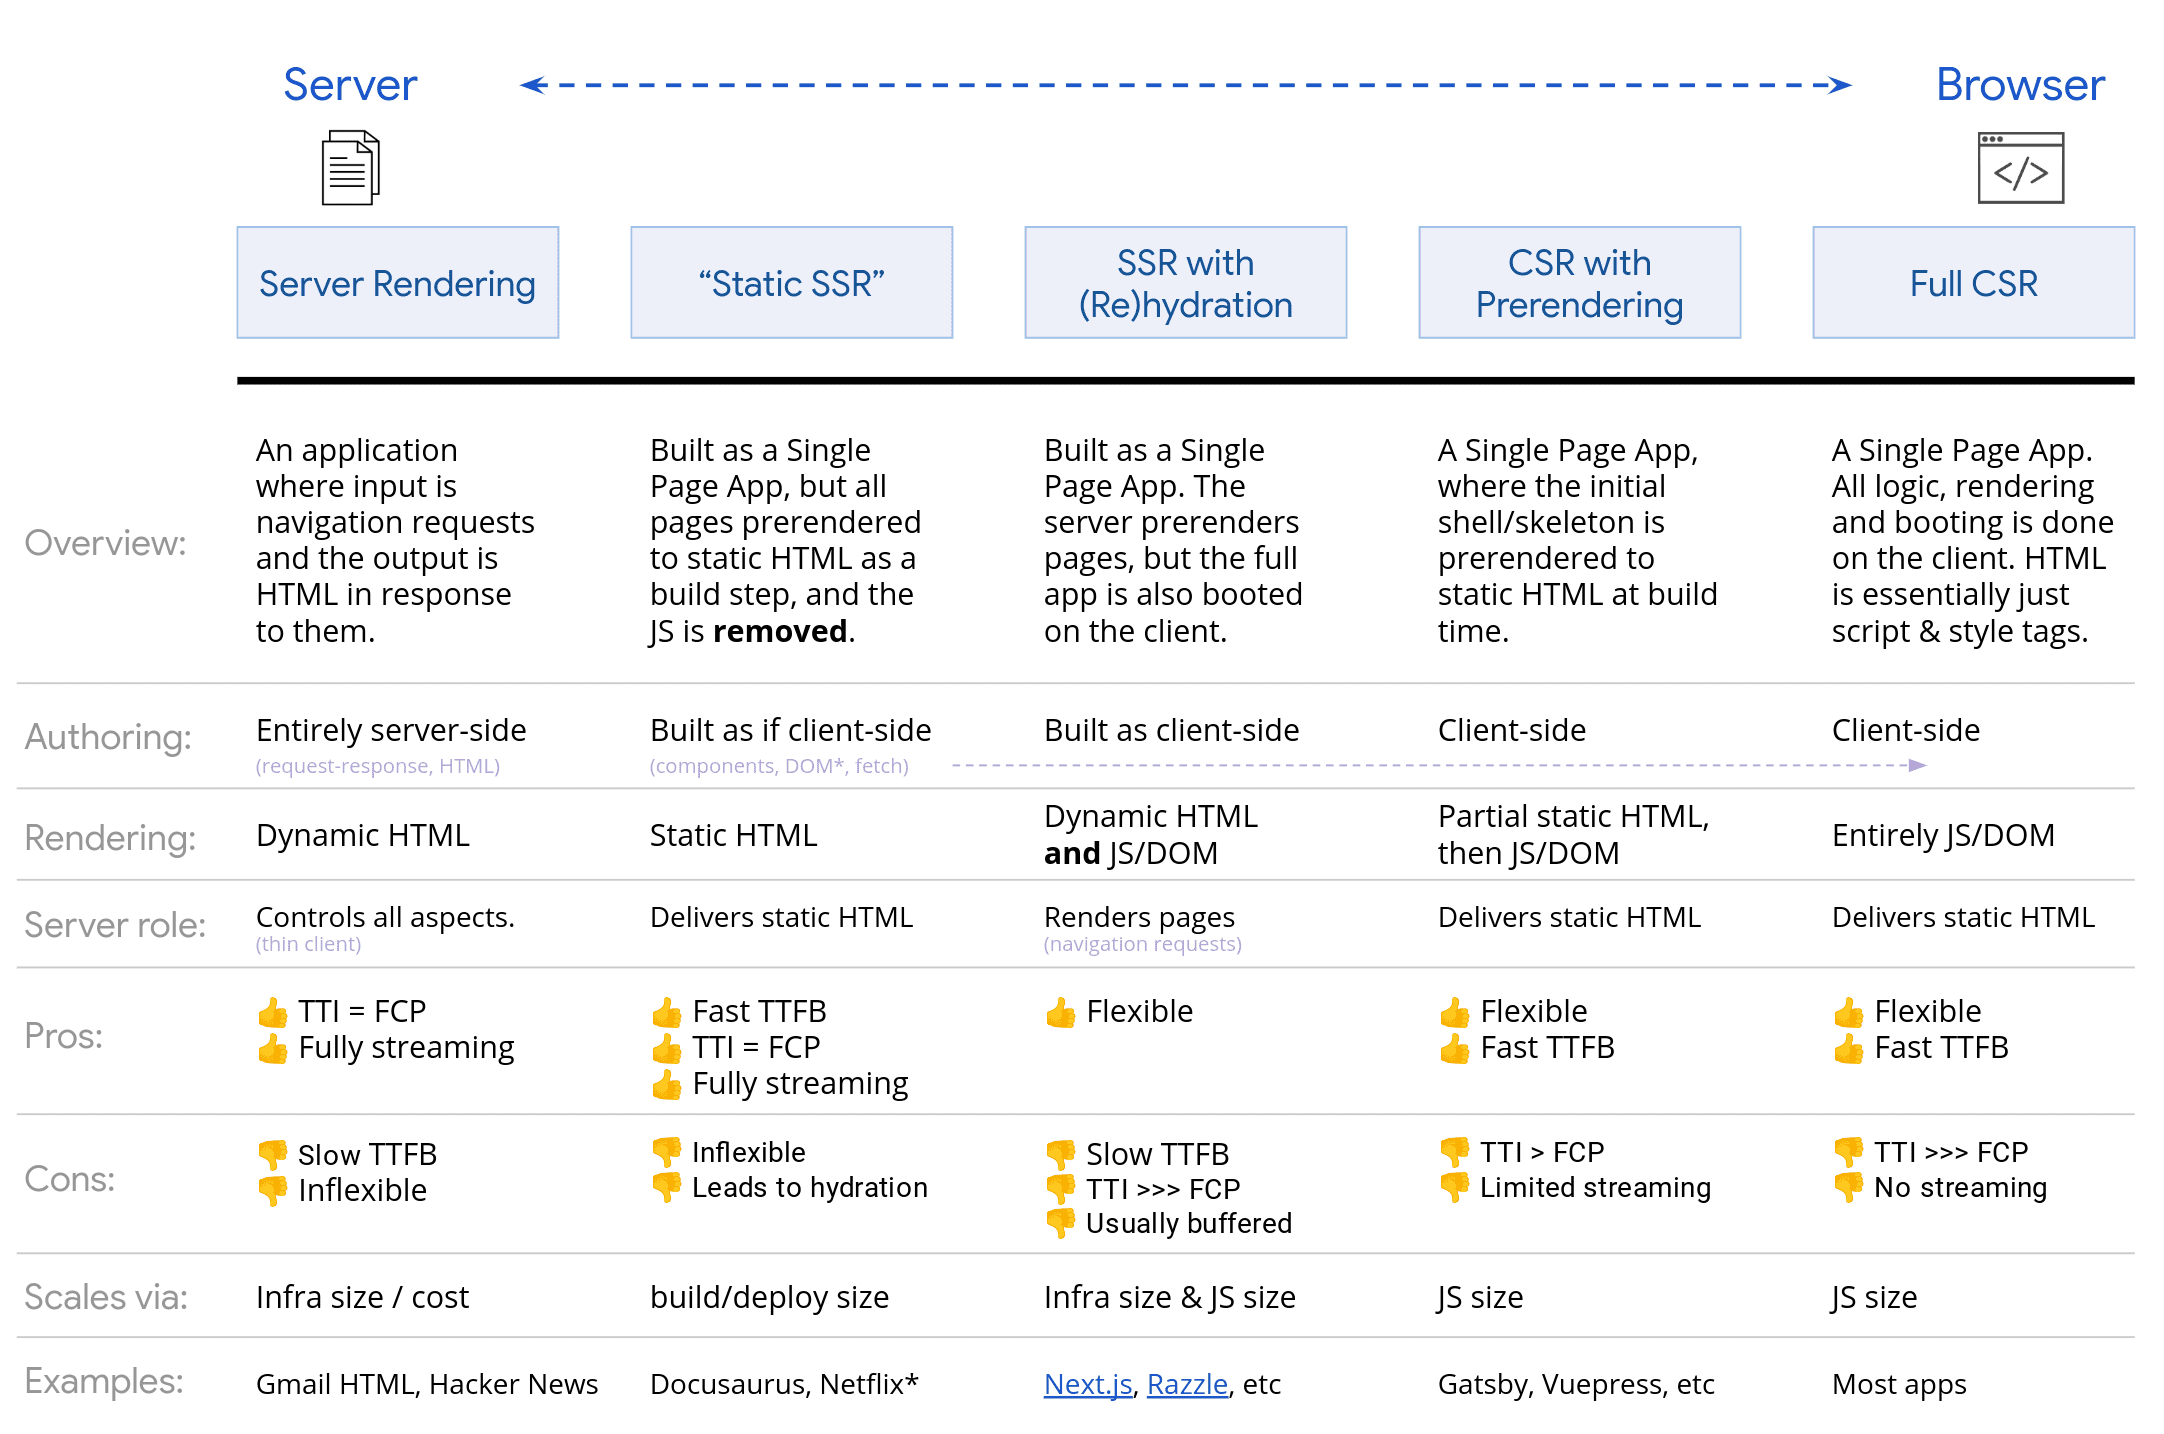 Server
Browser
</>
Server Rendering
“Static SSR”
SSR with
(Re)hydration
CSR with
Prerendering
Full CSR
Overview:
An application
where input is
navigation requests
and the output is
HTML in response
to them.
Built as a Single
Page App, but all
pages prerendered
to static HTML as a
build step, and the
JS is removed.
Built as a Single
Page App. The
server prerenders
pages, but the full
app is also booted
on the client.
A Single Page App,
where the initial
shell/skeleton is
prerendered to
static HTML at build
time.
A Single Page App.
All logic, rendering
and booting is done
on the client. HTML
is essentially just
script & style tags.
Authoring:
Entirely server-side
(request-response, HTML)
Built as if client-side
(components, DOM*, fetch)
Built as client-side
Client-side
Client-side
Rendering:
Dynamic HTML
Static HTML
Dynamic HTML
and JS/DOM
Partial static HTML,
then JS/DOM
Entirely JS/DOM
Server role:
Controls all aspects.
(thin client)
Delivers static HTML
Renders pages
(navigation requests)
Delivers static HTML
Delivers static HTML
Pros:
👍 TTI = FCP
👍 Fully streaming
👍 Fast TTFB
👍 TTI = FCP
👍 Fully streaming
👍 Flexible
👍 Flexible
👍 Fast TTFB
👍 Flexible
👍 Fast TTFB
Cons:
👎 Slow TTFB
👎 Inflexible
👎 Inflexible
👎 Leads to hydration
👎 Slow TTFB
👎 TTI >>> FCP
👎 Usually buffered
👎 TTI > FCP
👎 Limited streaming
👎 TTI >>> FCP
👎 No streaming
Scales via:
Infra size / cost
build/deploy size
Infra size & JS size
JS size
JS size
Examples:
Gmail HTML, Hacker News
Docusaurus, Netflix*
Next.js, Razzle, etc
Gatsby, Vuepress, etc
Most apps